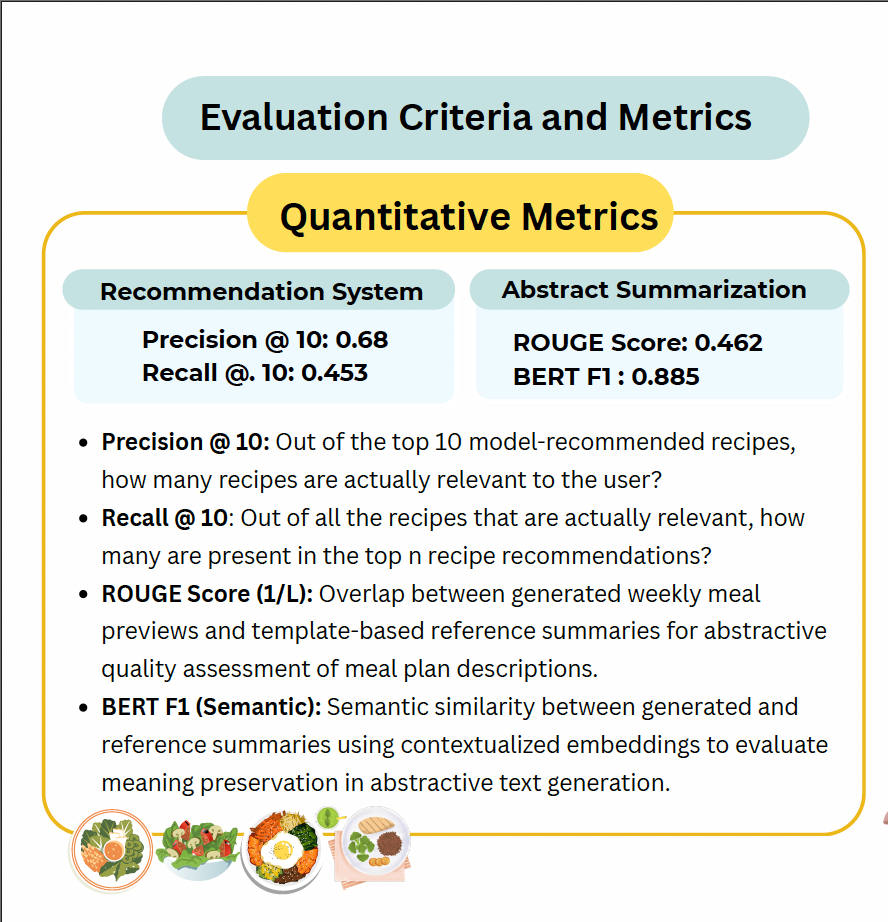 Evaluation Criteria and Metrics
Quantitative Metrics
Recommendation System
Precision @ 10: 0.68
Recall @. 10: 0.453
Abstract Summarization
ROUGE Score: 0.462
BERT F1 : 0.885
• Precision @ 10: Out of the top 10 model-recommended recipes,
how many recipes are actually relevant to the user?
• Recall @ 10: Out of all the recipes that are actually relevant, how
many are present in the top n recipe recommendations?
• ROUGE Score (1/L): Overlap between generated weekly meal
previews and template-based reference summaries for abstractive
quality assessment of meal plan descriptions.
• BERT F1 (Semantic): Semantic similarity between generated and
reference summaries using contextualized embeddings to evaluate
meaning preservation in abstractive text generation.